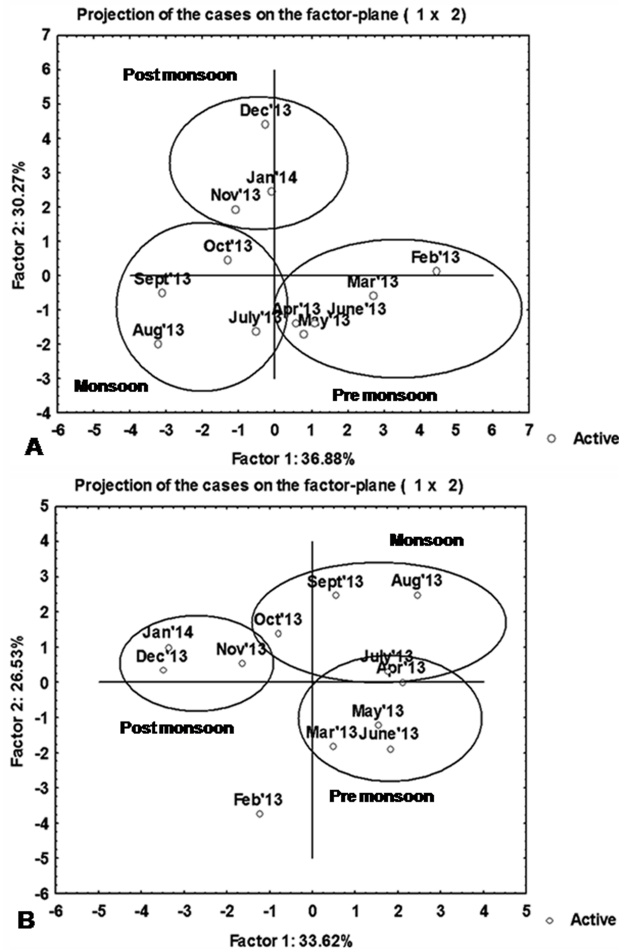 Projection of the cases on the factor-plane ( 1 x 2)
7
6
Post monsoon
5
Dec'13
4
3
Jan'14
Nov'13
2
1
Oct'13
Feb'13
0
Sept'13
Mar'13
-1
July'13 Apr'13 June'13
May'13
Aug'13
-2
-3
Monsoon
Pre monsoon
-4
-6 -5 -4 -3 -2 -1 0 1 2 3 4 5 6 7
Factor 2: 30.27%
Factor 1: 36.88%
Active
A
Projection of the cases on the factor-plane ( 1 x 2)
5
4
Monsoon
3
Sept'13 Aug'13
2
Oct'13
Jan'14
1
Dec'13 Nov'13
July'13
Apr'13
0
-1
Post monsoon
May'13
Mar'13 June'13
-2
-3
Pre monsoon
Feb'13
-4
-5
-6
-6 -5 -4 -3 -2 -1 0 1 2 3 4 5
Factor 2: 26.53%
Factor 1: 33.62%
Active
B